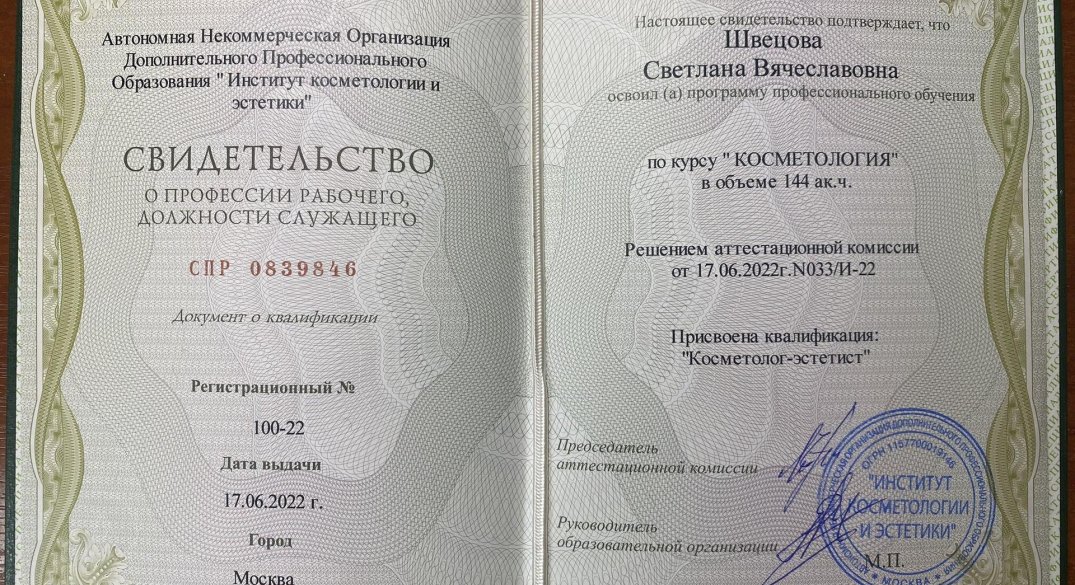 Автономная Некоммерческая Организация
Дополнительного Профессионального
Образования " Институт косметологии и
эстетики"
СВИДЕТЕЛЬСТВО
О ПРОФЕССИИ РАБОЧЕГО,
ДОЛЖНОСТИ СЛУЖАЩЕГО
СПР 0839846
Документ о квалификации
Регистрационный №
100-22
Дата выдачи
17.06.2022 г.
Город
Москва
Настоящее свидетельство подтверждает, что
Швецова
Светлана Вячеславовна
освоил (а) программу профессионального обучения
по курсу " КОСМЕТОЛОГИЯ"
в объеме 144 ак.ч.
Решением аттестационной комиссии
от 17.06.2022г.N033/И-22
Присвоена квалификация:
"Косметолог-эстетист"
Председатель
аттестационной комиссии
Руководитель
образовательной организации
М.П.
ОГРН 1157700019146
"ИНСТИТУТ
КОСМЕТОЛОГИИ
И ЭСТЕТИКИ"
* МОСКВА *